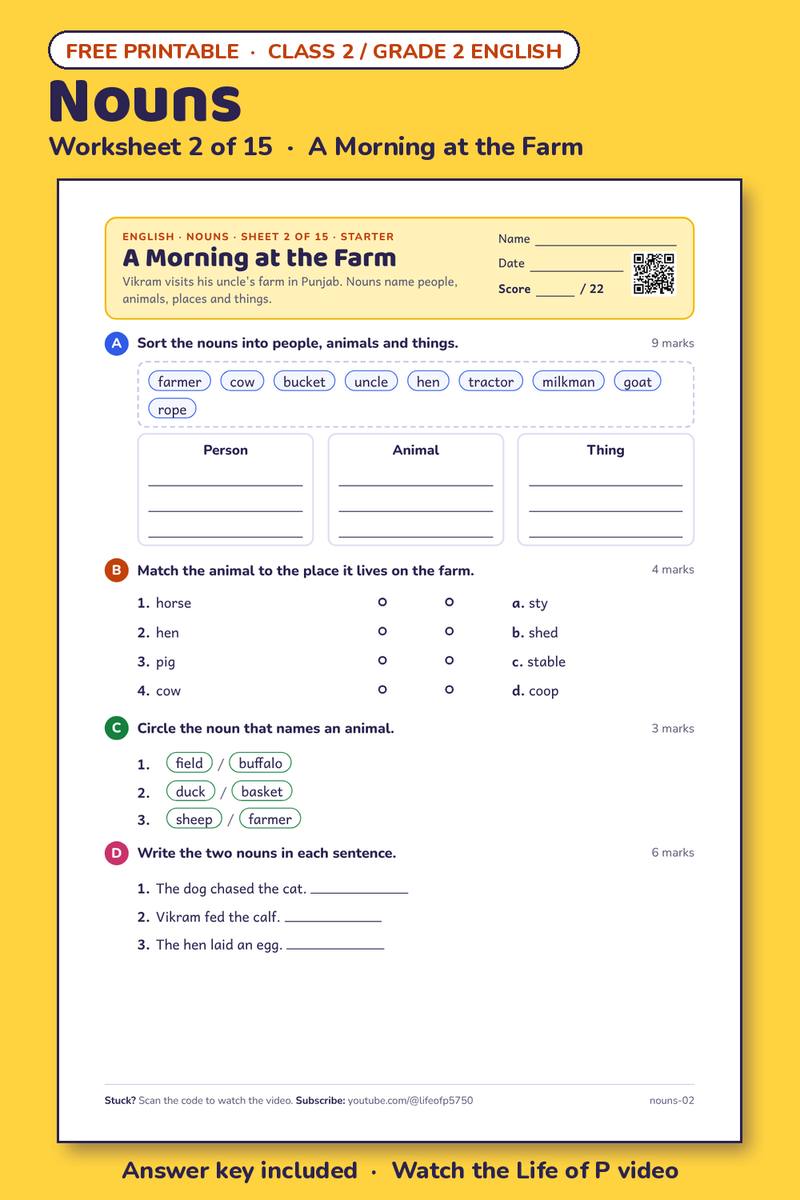 FREE PRINTABLE · CLASS 2 / GRADE 2 ENGLISH
Nouns
Worksheet 2 of 15 · A Morning at the Farm
ENGLISH · NOUNS · SHEET 2 OF 15 · STARTER
A Morning at the Farm
Vikram visits his uncle's farm in Punjab. Nouns name people,
animals, places and things.
Name
Date
Score / 22
A Sort the nouns into people, animals and things. 9 marks
farmer cow bucket uncle hen tractor milkman goat
rope
Person Animal Thing
B Match the animal to the place it lives on the farm. 4 marks
1. horse a. sty
2. hen b. shed
3. pig c. stable
4. cow d. coop
C Circle the noun that names an animal. 3 marks
1. field / buffalo
2. duck / basket
3. sheep / farmer
D Write the two nouns in each sentence. 6 marks
1. The dog chased the cat.
2. Vikram fed the calf.
3. The hen laid an egg.
Stuck? Scan the code to watch the video. Subscribe: youtube.com/@lifeofp5750 nouns-02
Answer key included · Watch the Life of P video